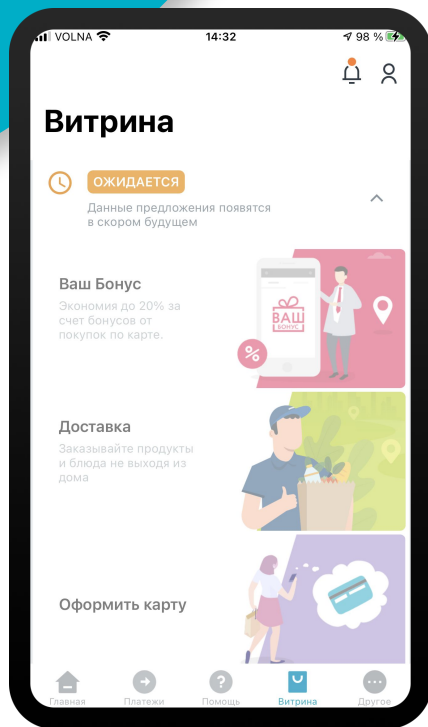 VOLNA 14:32 98 %
Витрина
ОЖИДАЕТСЯ
Данные предложения появятся
в скором будущем
Ваш Бонус
Экономия до 20% за
счет бонусов от
покупок по карте.
ВАШ
БОНУС
%
Доставка
Заказывайте продукты
и блюда не выходя из
дома
Оформить карту
Главная Платежи Помощь Витрина Другое